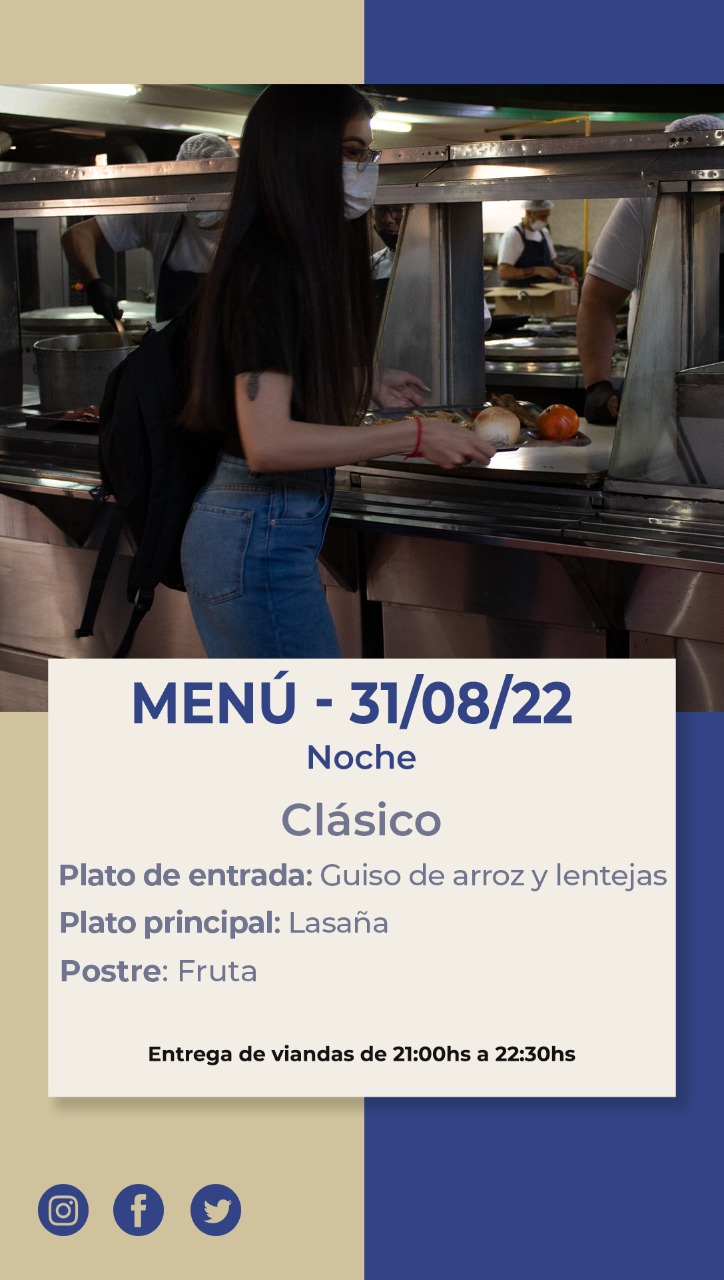 MENÚ - 31/08/22
Noche
Clásico
Plato de entrada: Guiso de arroz y lentejas
Plato principal: Lasaña
Postre: Fruta
Entrega de viandas de 21:00hs a 22:30hs